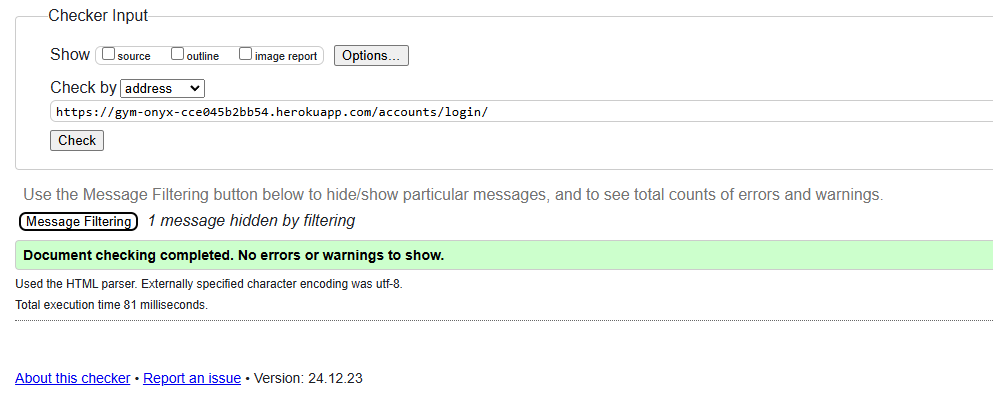 Checker Input
Show source outline image report Options...
Check by address
https://gym-onyx-cce045b2bb54.herokuapp.com/accounts/login/
Check
Use the Message Filtering button below to hide/show particular messages, and to see total counts of errors and warnings.
Message Filtering 1 message hidden by filtering
Document checking completed. No errors or warnings to show.
Used the HTML parser. Externally specified character encoding was utf-8.
Total execution time 81 milliseconds.
About this checker • Report an issue • Version: 24.12.23